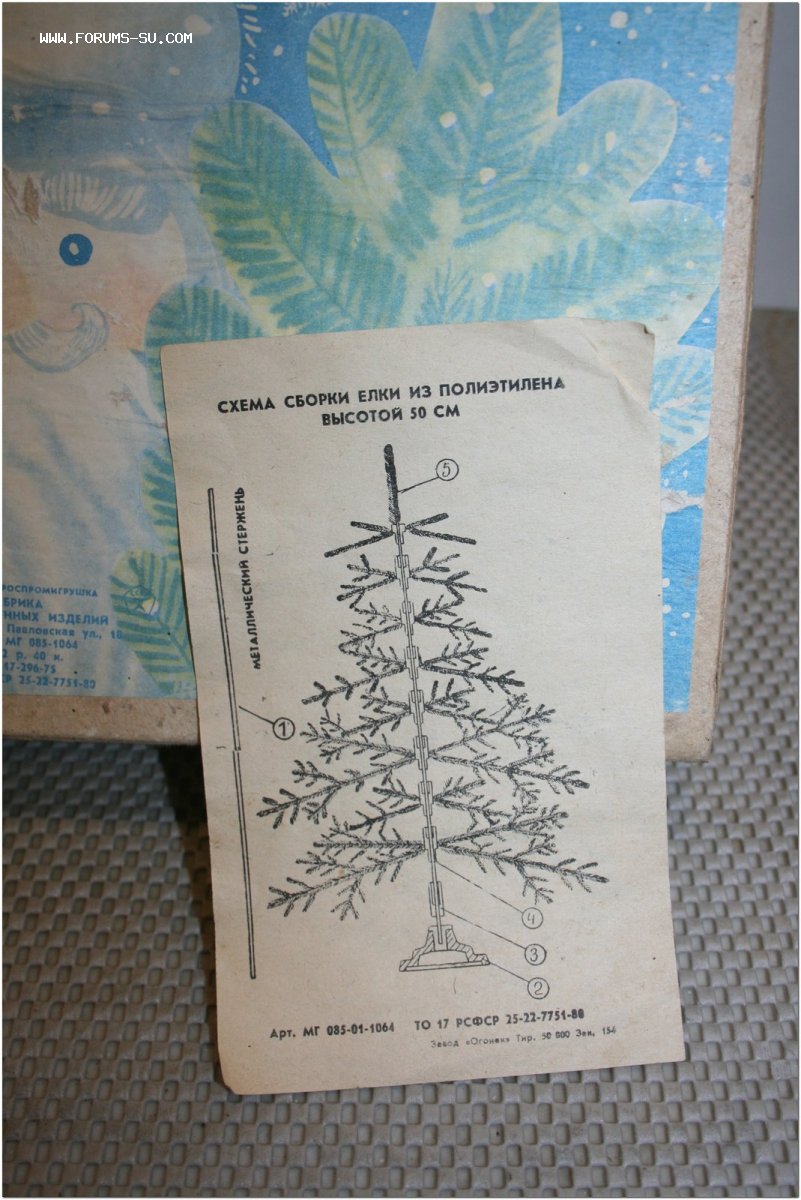 WWW.FORUMS-SU.COM
СХЕМА СБОРКИ ЕЛКИ ИЗ ПОЛИЭТИЛЕНА
ВЫСОТОЙ 50 СМ
МЕТАЛЛИЧЕСКИЙ СТЕРЖЕНЬ
5
1
4
3
2
Арт. МГ 085-01-1064 ТО 17 РСФСР 25-22-7751-80
Завод «Огонек» Тир. 50 000 Зак. 154
РОСПРОМИГРУШКА
БРИКА
ННЫХ ИЗДЕЛИЙ
Павловская ул., 18
МГ 085-1064
2 р. 40 к.
17-296-75
СР 25-22-7751-80